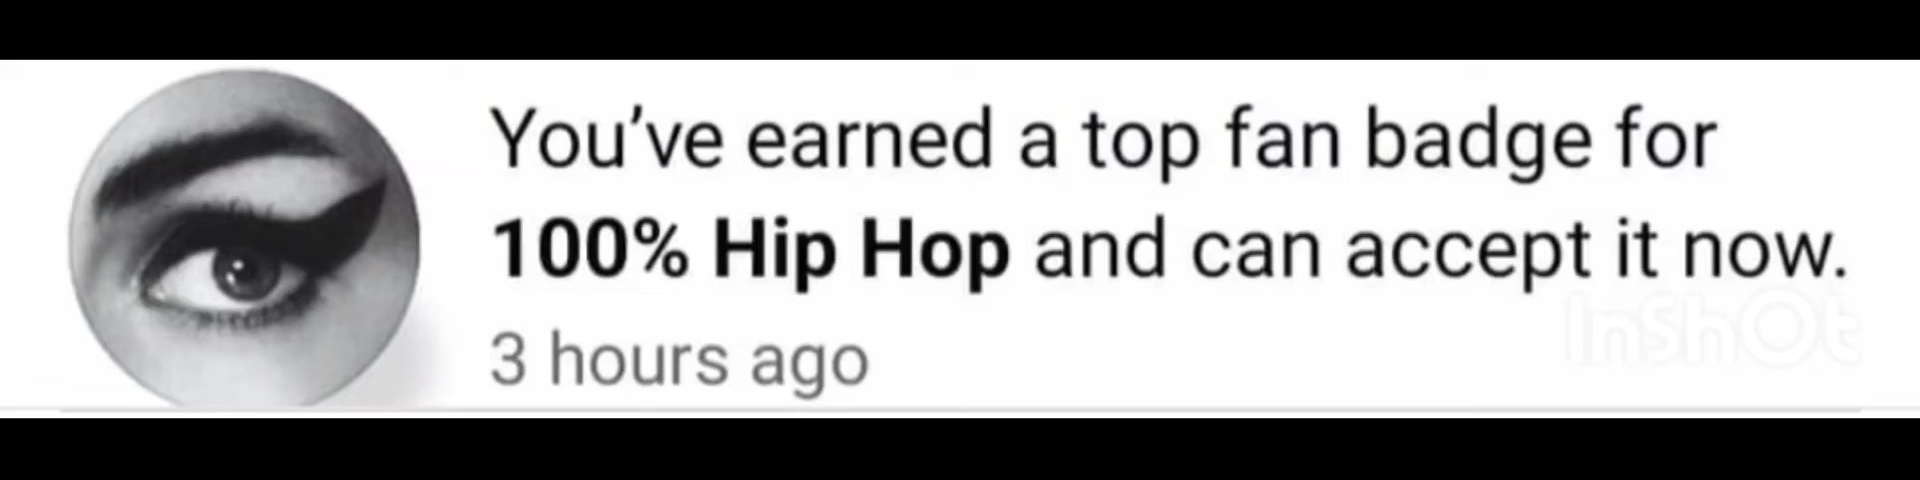 You’ve earned a top fan badge for
100% Hip Hop and can accept it now.
3 hours ago
InShOt